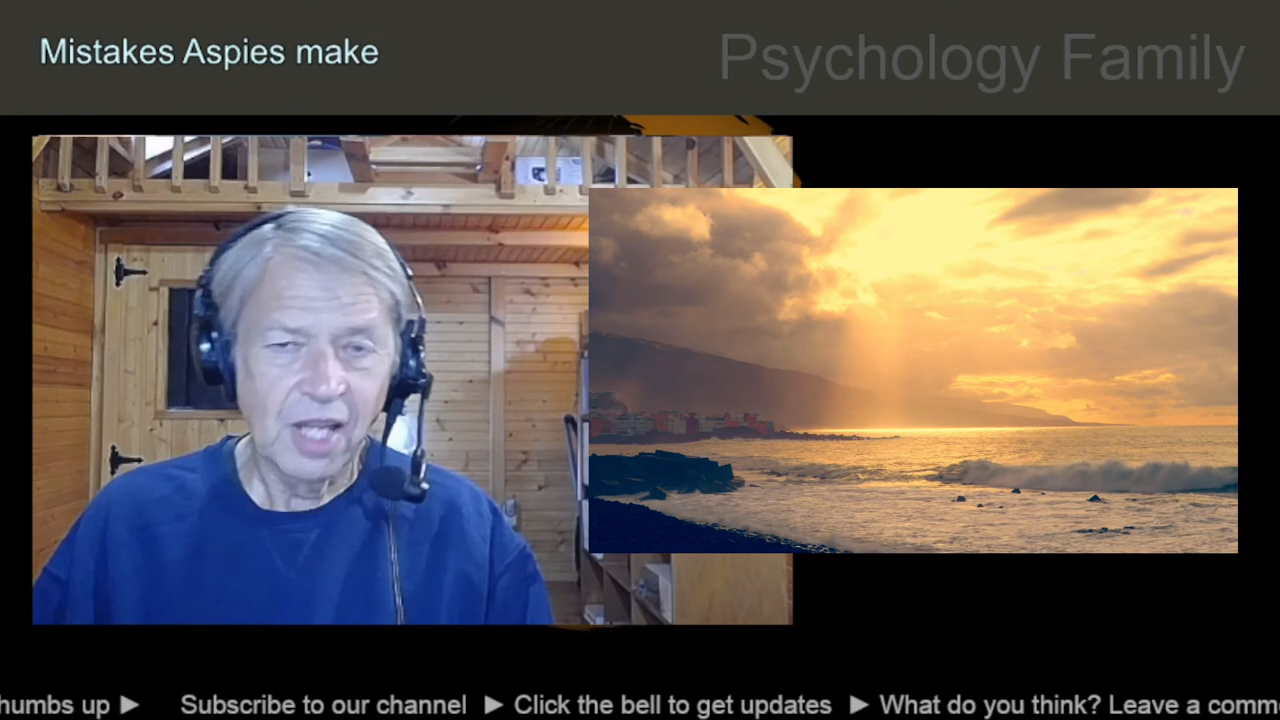 Mistakes Aspies make
Psychology Family
humbs up ► Subscribe to our channel ► Click the bell to get updates ► What do you think? Leave a comm